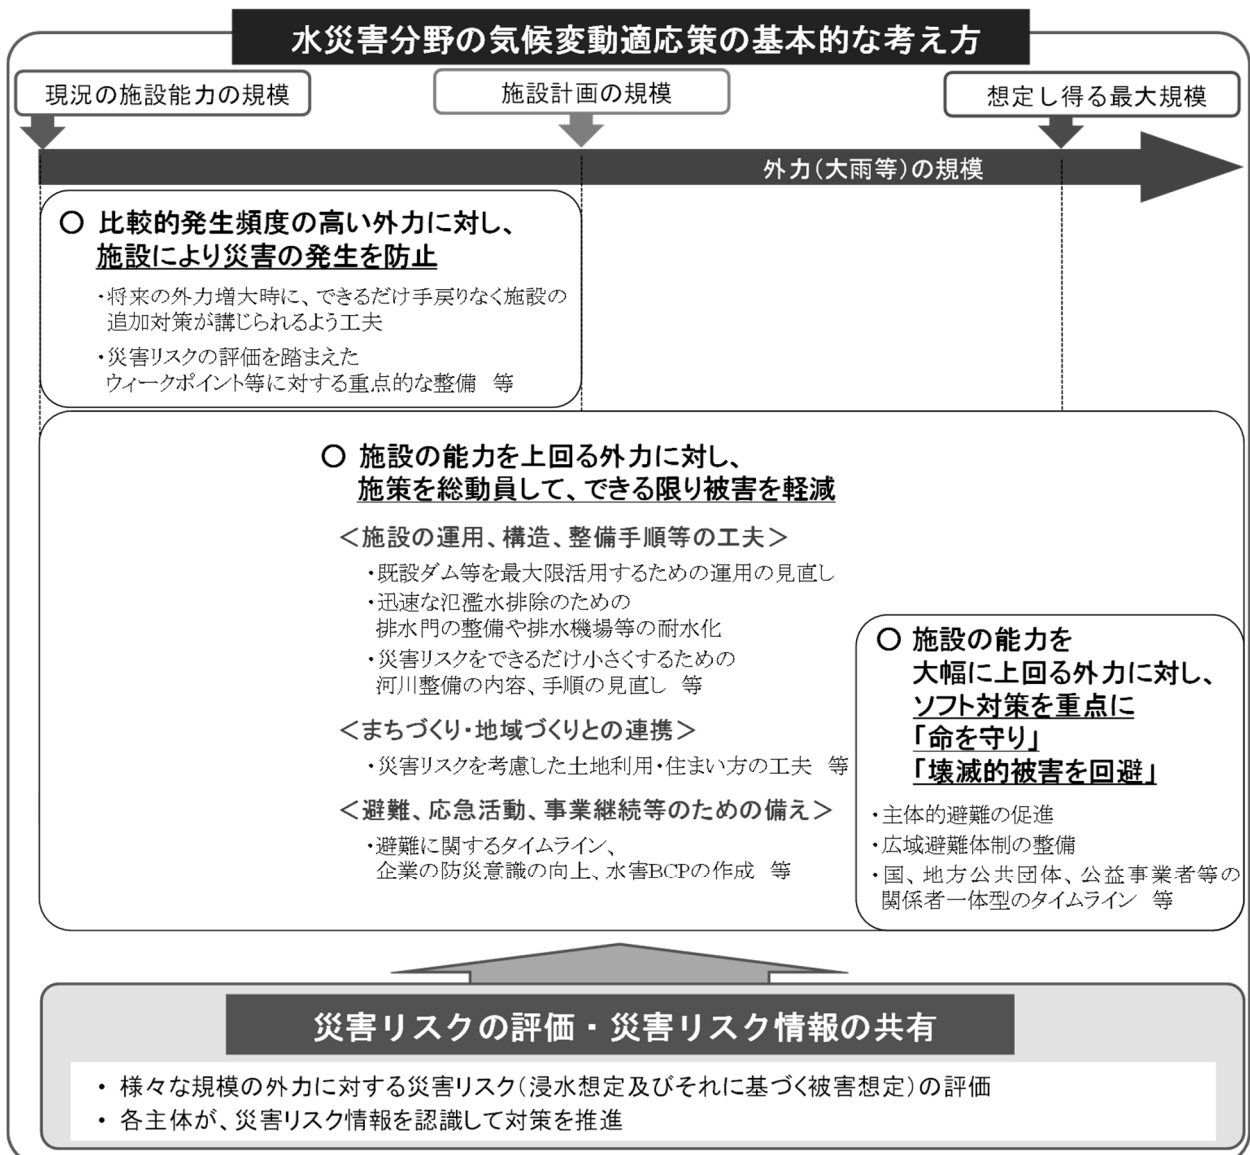 水災害分野の気候変動適応策の基本的な考え方
現況の施設能力の規模
施設計画の規模
想定し得る最大規模
外力(大雨等)の規模
○ 比較的発生頻度の高い外力に対し、
施設により災害の発生を防止
・将来の外力増大時に、できるだけ手戻りなく施設の
追加対策が講じられるよう工夫
・災害リスクの評価を踏まえた
ウィークポイント等に対する重点的な整備 等
○ 施設の能力を上回る外力に対し、
施策を総動員して、できる限り被害を軽減
<施設の運用、構造、整備手順等の工夫>
・既設ダム等を最大限活用するための運用の見直し
・迅速な氾濫水排除のための
排水門の整備や排水機場等の耐水化
・災害リスクをできるだけ小さくするための
河川整備の内容、手順の見直し 等
<まちづくり・地域づくりとの連携>
・災害リスクを考慮した土地利用・住まい方の工夫 等
<避難、応急活動、事業継続等のための備え>
・避難に関するタイムライン、
企業の防災意識の向上、水害BCPの作成 等
○ 施設の能力を
大幅に上回る外力に対し、
ソフト対策を重点に
「命を守り」
「壊滅的被害を回避」
・主体的避難の促進
・広域避難体制の整備
・国、地方公共団体、公益事業者等の
関係者一体型のタイムライン 等
災害リスクの評価・災害リスク情報の共有
・ 様々な規模の外力に対する災害リスク(浸水想定及びそれに基づく被害想定)の評価
・ 各主体が、災害リスク情報を認識して対策を推進